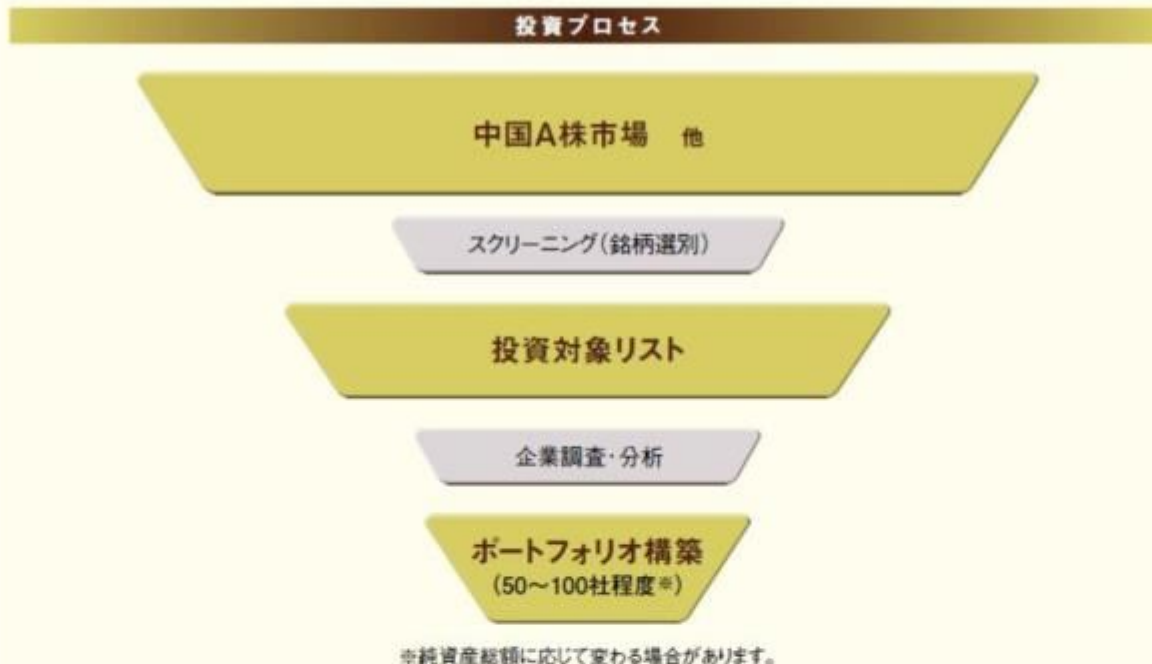 投資プロセス
中国A株市場　他
スクリーニング(銘柄選別)
投資対象リスト
企業調査・分析
ポートフォリオ構築
(50〜100社程度※)
※純資産総額に応じて変わる場合があります。